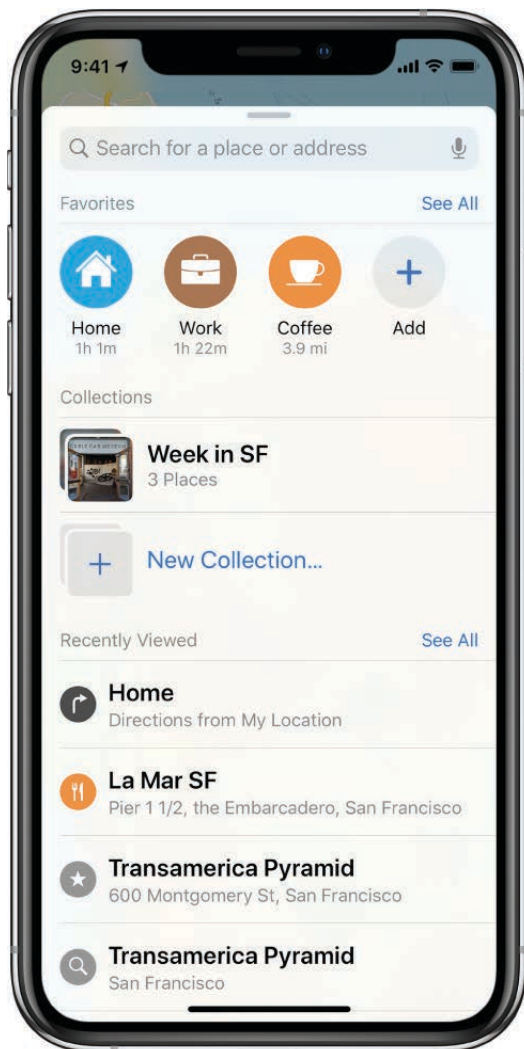 9:41
Search for a place or address
Favorites
See All
Home
Work
Coffee
Add
1h 1m
1h 22m
3.9 mi
Collections
CABLE CAR MUSEUM
Week in SF
3 Places
New Collection...
Recently Viewed
See All
Home
Directions from My Location
La Mar SF
Pier 1 1/2, the Embarcadero, San Francisco
Transamerica Pyramid
600 Montgomery St, San Francisco
Transamerica Pyramid
San Francisco